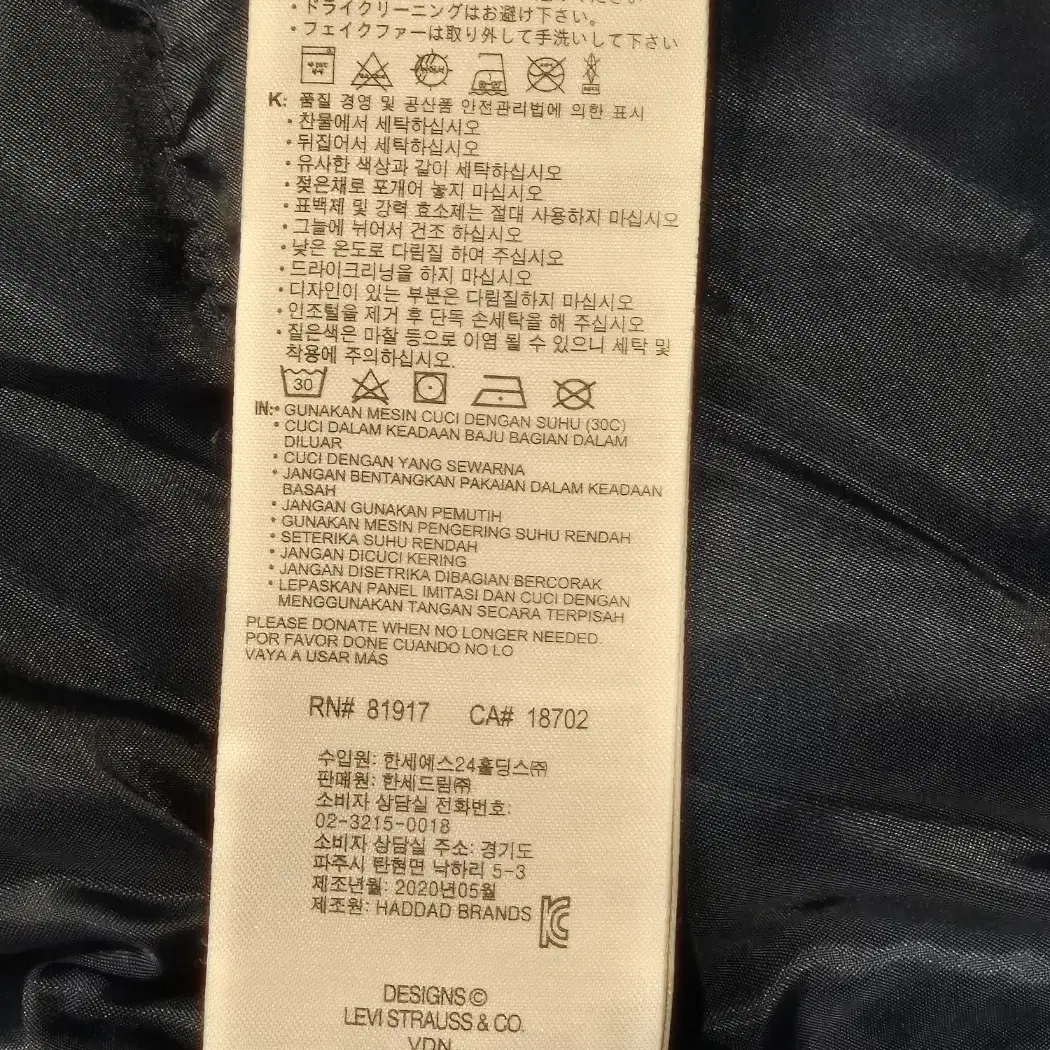 ・ドライクリーニングはお避け下さい。
・フェイクファーは取り外して手洗いして下さい
K: 품질 경영 및 공산품 안전관리법에 의한 표시
• 찬물에서 세탁하십시오
• 뒤집어서 세탁하십시오
• 유사한 색상과 같이 세탁하십시오
• 젖은채로 포개어 놓지 마십시오
• 표백제 및 강력 효소제는 절대 사용하지 마십시오
• 그늘에 뉘어서 건조 하십시오
• 낮은 온도로 다림질 하여 주십시오
• 드라이크리닝을 하지 마십시오
• 디자인이 있는 부분은 다림질하지 마십시오
• 인조털을 제거 후 단독 손세탁을 해 주십시오
• 짙은색은 마찰 등으로 이염 될 수 있으니 세탁 및
착용에 주의하십시오.
30
IN:• GUNAKAN MESIN CUCI DENGAN SUHU (30C)
• CUCI DALAM KEADAAN BAJU BAGIAN DALAM
DILUAR
• CUCI DENGAN YANG SEWARNA
• JANGAN BENTANGKAN PAKAIAN DALAM KEADAAN
BASAH
• JANGAN GUNAKAN PEMUTIH
• GUNAKAN MESIN PENGERING SUHU RENDAH
• SETERIKA SUHU RENDAH
• JANGAN DICUCI KERING
• JANGAN DISETRIKA DIBAGIAN BERCORAK
• LEPASKAN PANEL IMITASI DAN CUCI DENGAN
MENGGUNAKAN TANGAN SECARA TERPISAH
PLEASE DONATE WHEN NO LONGER NEEDED.
POR FAVOR DONE CUANDO NO LO
VAYA A USAR MÁS
RN# 81917 CA# 18702
수입원: 한세예스24홀딩스㈜
판매원: 한세드림㈜
소비자 상담실 전화번호:
02-3215-0018
소비자 상담실 주소: 경기도
파주시 탄현면 낙하리 5-3
제조년월: 2020년05월
제조원: HADDAD BRANDS
DESIGNS ©
LEVI STRAUSS & CO.
VDN